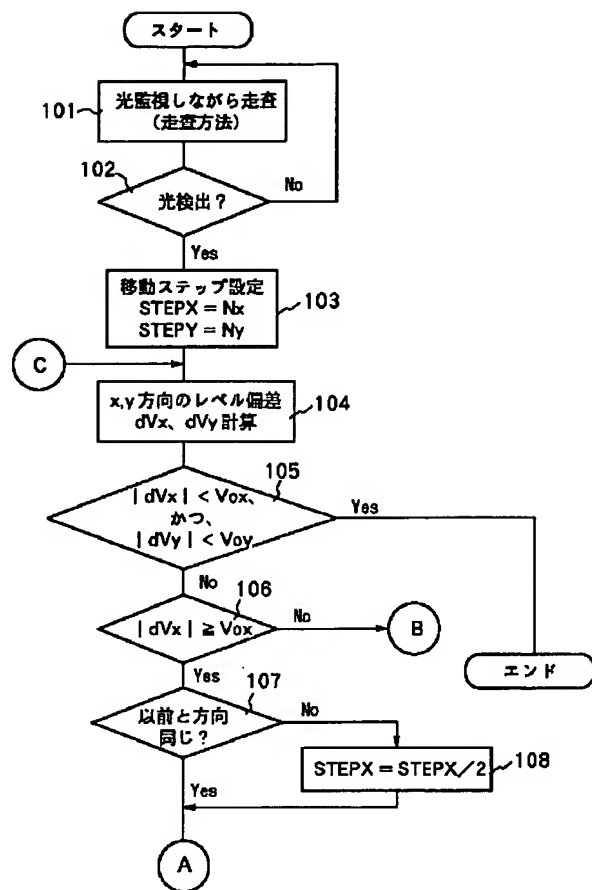 スタート
101
光監視しながら走査
(走査方法)
102
光検出?
No
Yes
移動ステップ設定
STEPX = Nx
STEPY = Ny
103
C
x,y 方向のレベル偏差
dVx、dVy 計算
104
105
| dVx | < Vox、
かつ、
| dVy | < Voy
Yes
No
106
| dVx | ≧ Vox
No
B
Yes
エンド
107
以前と方向
同じ?
No
STEPX = STEPX/2
108
Yes
A